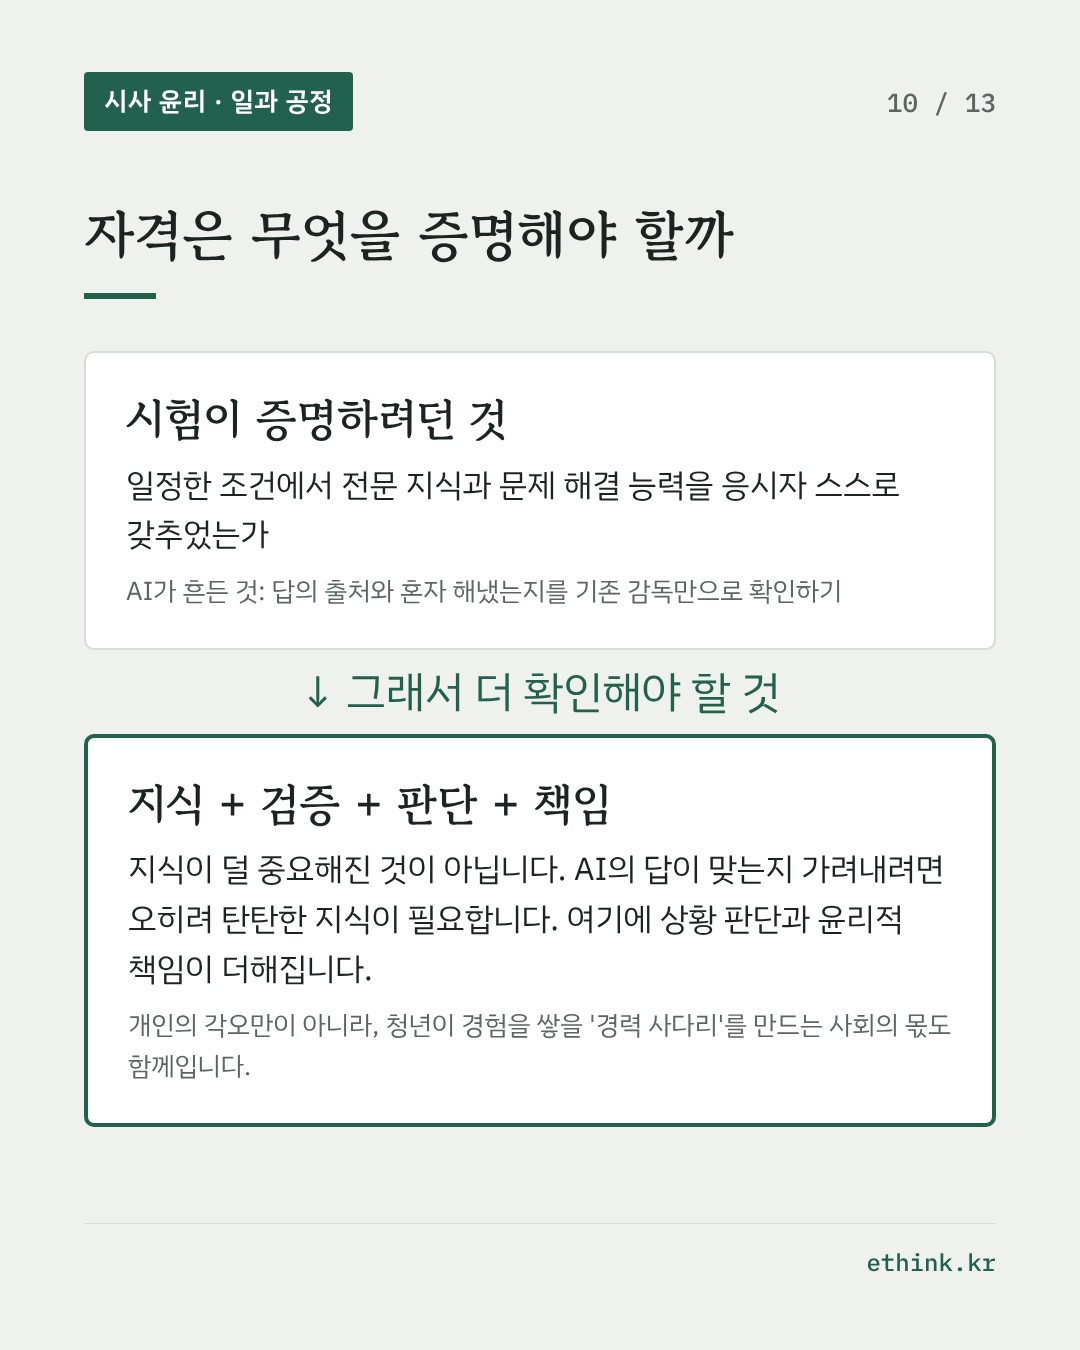 시사 윤리 · 일과 공정
10 / 13
자격은 무엇을 증명해야 할까
시험이 증명하려던 것
일정한 조건에서 전문 지식과 문제 해결 능력을 응시자 스스로
갖추었는가
AI가 흔든 것: 답의 출처와 혼자 해냈는지를 기존 감독만으로 확인하기
↓ 그래서 더 확인해야 할 것
지식 + 검증 + 판단 + 책임
지식이 덜 중요해진 것이 아닙니다. AI의 답이 맞는지 가려내려면
오히려 탄탄한 지식이 필요합니다. 여기에 상황 판단과 윤리적
책임이 더해집니다.
개인의 각오만이 아니라, 청년이 경험을 쌓을 '경력 사다리'를 만드는 사회의 몫도
함께입니다.
ethink.kr